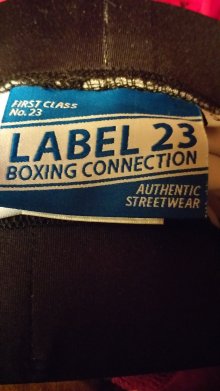 FIRST CLASS
No. 23
LABEL 23
BOXING CONNECTION
AUTHENTIC
STREETWEAR